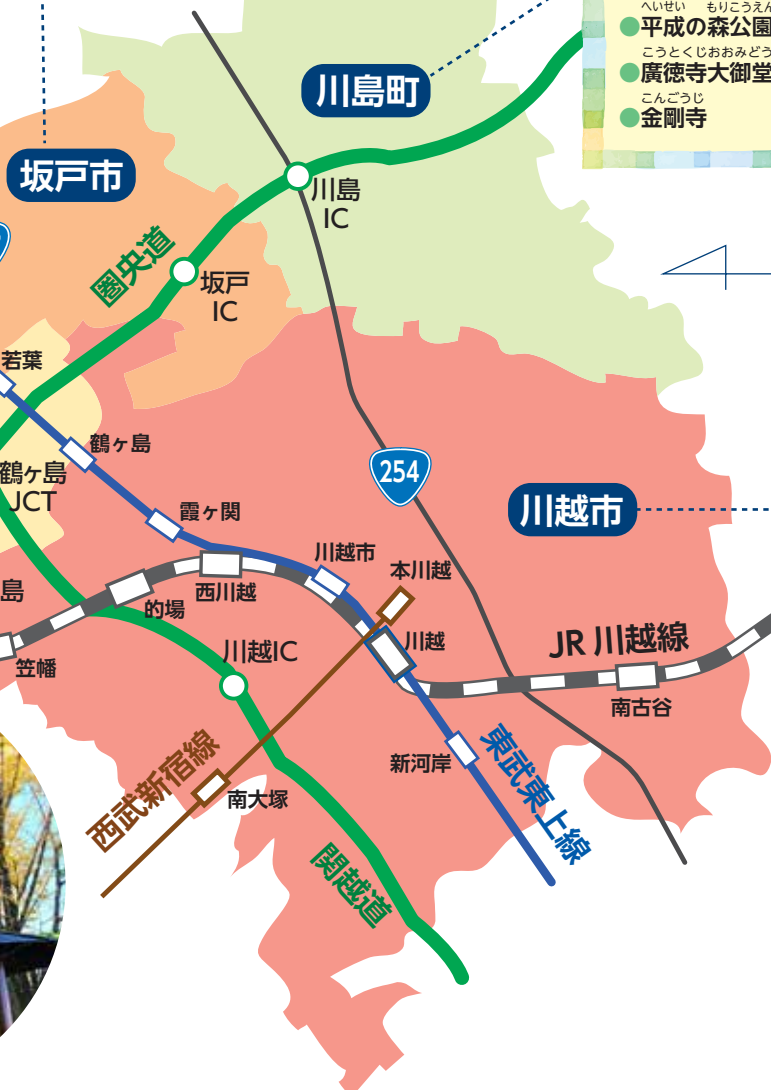 へいせい もりこうえん
●平成の森公園
こうとくじおおみどう
●廣徳寺大御堂
こんごうじ
●金剛寺
川島町
坂戸市
川島
IC
圏央道
坂戸
IC
若葉
鶴ヶ島
鶴ヶ島
JCT
254
川越市
霞ヶ関
川越市
本川越
島
的場
西川越
川越
JR 川越線
笠幡
川越IC
南古谷
西武新宿線
新河岸
東武東上線
南大塚
関越道